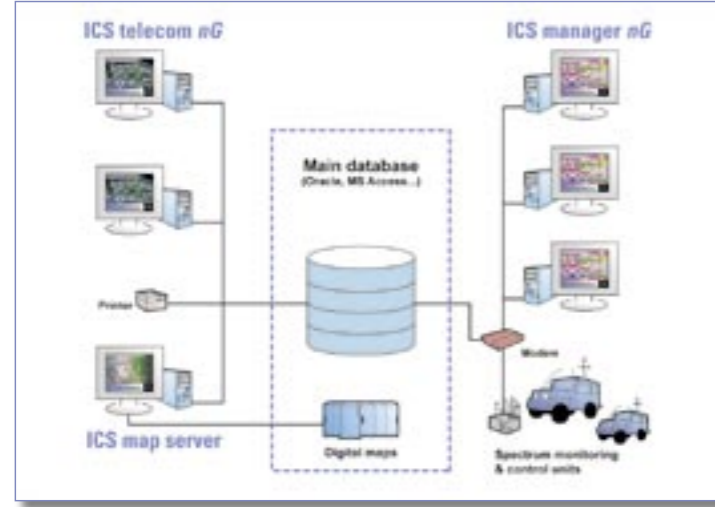 ICS telecom nG
ICS manager nG
Main database
(Oracle, MS Access...)
Printer
Modem
ICS map server
Digital maps
Spectrum monitoring
& control units